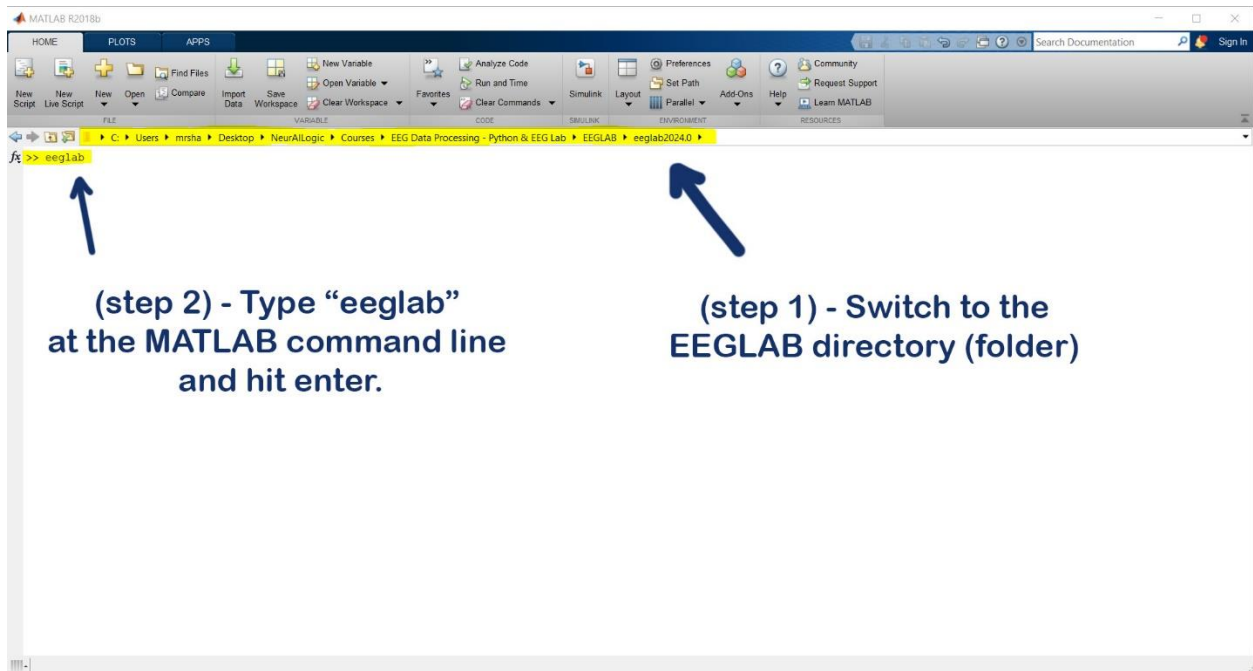 MATLAB R2018b
HOME PLOTS APPS
Search Documentation
Sign In
New Script
New Live Script
New
Open
Find Files
Compare
Import Data
Save Workspace
New Variable
Open Variable
Clear Workspace
Favorites
Analyze Code
Run and Time
Clear Commands
Simulink
Layout
Preferences
Set Path
Parallel
Add-Ons
Help
Community
Request Support
Learn MATLAB
FILE VARIABLE CODE SIMULINK ENVIRONMENT RESOURCES
C: Users mrsha Desktop NeurAILogic Courses EEG Data Processing - Python & EEG Lab EEGLAB eeglab2024.0
fx >> eeglab
(step 2) - Type “eeglab”
at the MATLAB command line
and hit enter.
(step 1) - Switch to the
EEGLAB directory (folder)